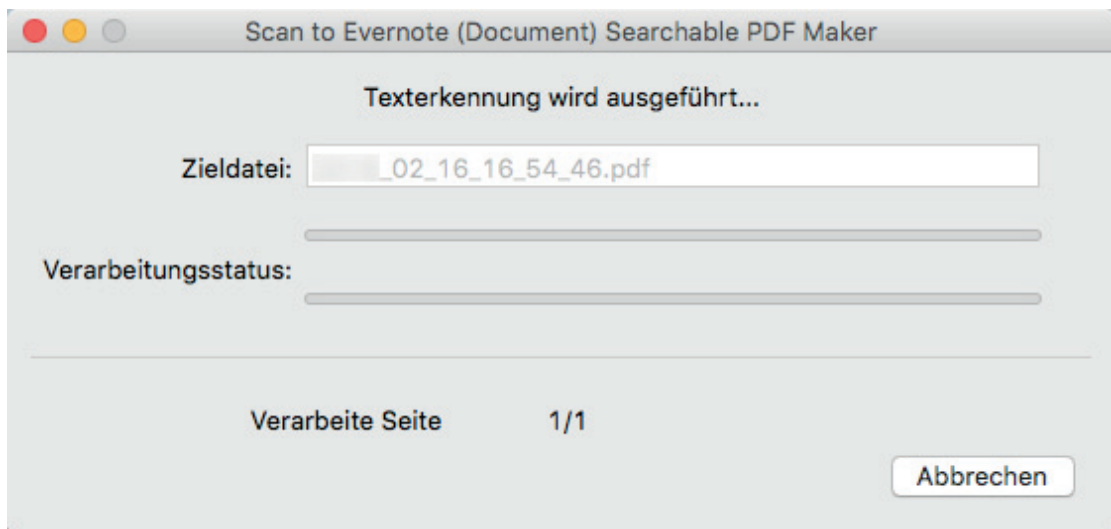 Scan to Evernote (Document) Searchable PDF Maker
Texterkennung wird ausgeführt...
Zieldatei: _02_16_16_54_46.pdf
Verarbeitungsstatus:
Verarbeite Seite 1/1
Abbrechen